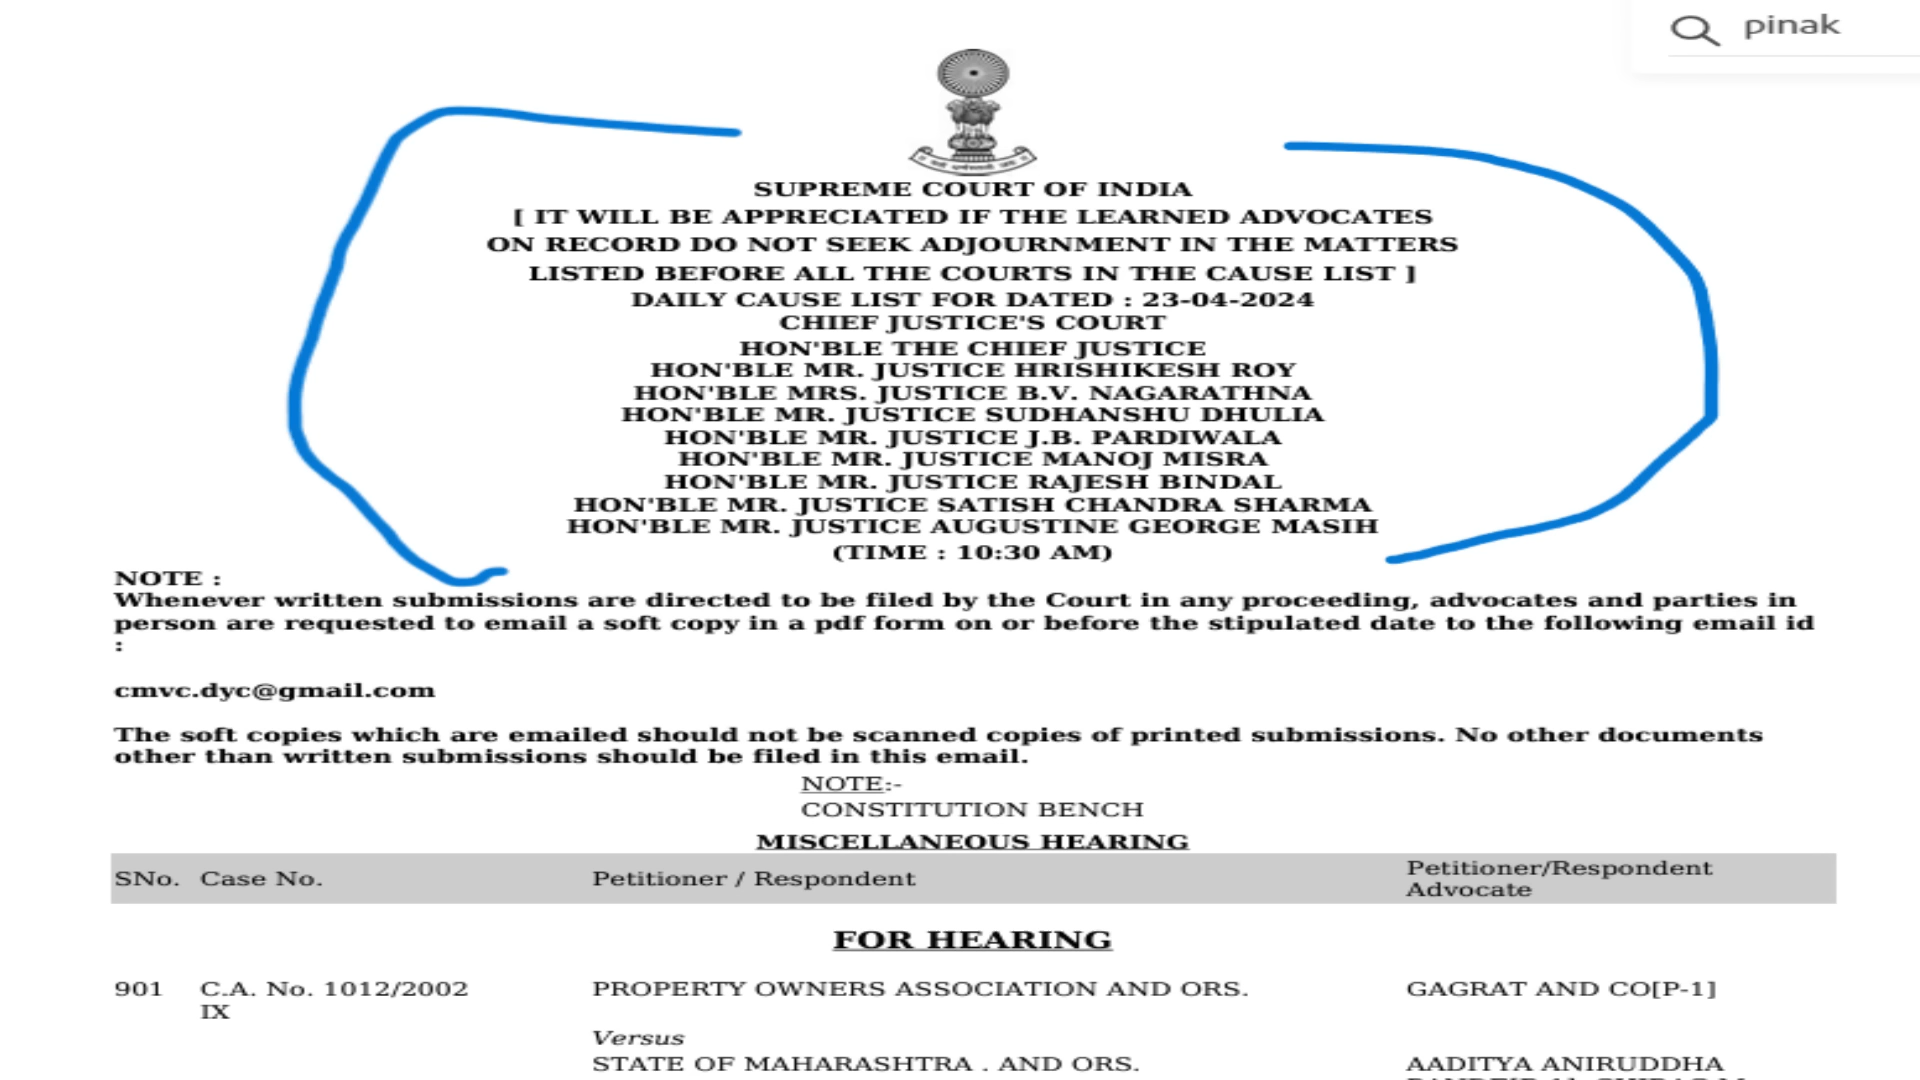 pinak
SUPREME COURT OF INDIA
[ IT WILL BE APPRECIATED IF THE LEARNED ADVOCATES
ON RECORD DO NOT SEEK ADJOURNMENT IN THE MATTERS
LISTED BEFORE ALL THE COURTS IN THE CAUSE LIST ]
DAILY CAUSE LIST FOR DATED : 23-04-2024
CHIEF JUSTICE'S COURT
HON'BLE THE CHIEF JUSTICE
HON'BLE MR. JUSTICE HRISHIKESH ROY
HON'BLE MRS. JUSTICE B.V. NAGARATHNA
HON'BLE MR. JUSTICE SUDHANSHU DHULIA
HON'BLE MR. JUSTICE J.B. PARDIWALA
HON'BLE MR. JUSTICE MANOJ MISRA
HON'BLE MR. JUSTICE RAJESH BINDAL
HON'BLE MR. JUSTICE SATISH CHANDRA SHARMA
HON'BLE MR. JUSTICE AUGUSTINE GEORGE MASIH
(TIME : 10:30 AM)
NOTE :
Whenever written submissions are directed to be filed by the Court in any proceeding, advocates and parties in
person are requested to email a soft copy in a pdf form on or before the stipulated date to the following email id
:
cmvc.dyc@gmail.com
The soft copies which are emailed should not be scanned copies of printed submissions. No other documents
other than written submissions should be filed in this email.
NOTE:-
CONSTITUTION BENCH
MISCELLANEOUS HEARING
SNo. Case No. Petitioner / Respondent Petitioner/Respondent
Advocate
FOR HEARING
901 C.A. No. 1012/2002 PROPERTY OWNERS ASSOCIATION AND ORS. GAGRAT AND CO[P-1]
IX
Versus
STATE OF MAHARASHTRA . AND ORS. AADITYA ANIRUDDHA